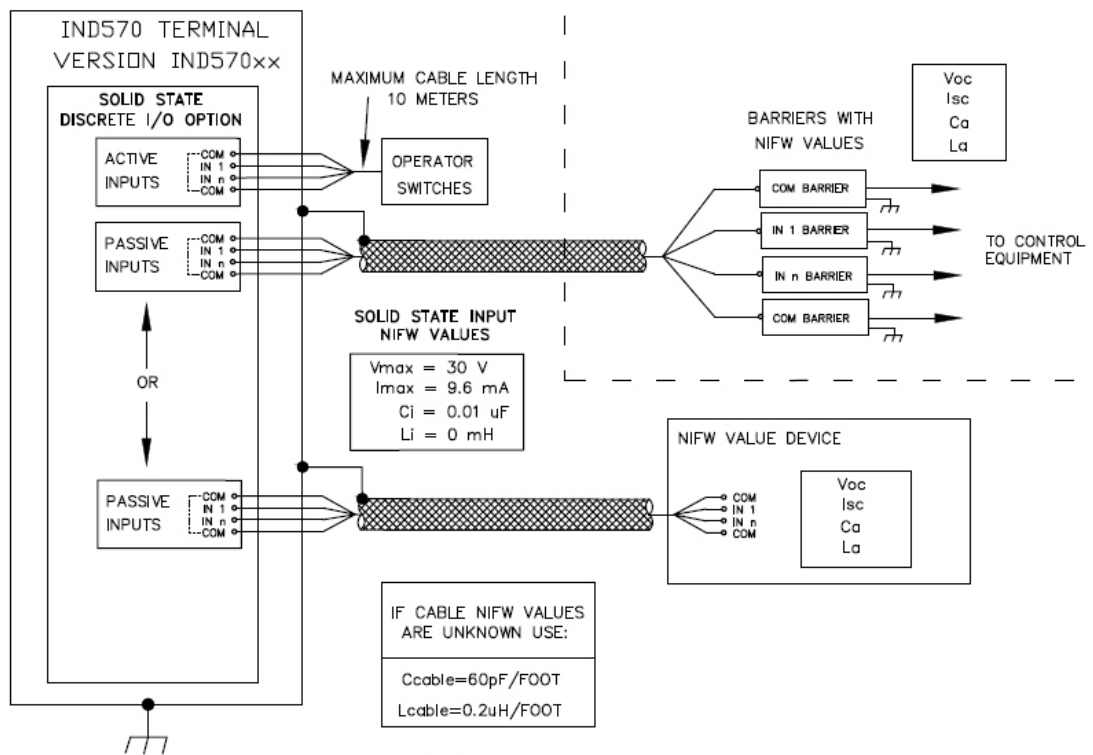 IND570 TERMINAL
VERSION IND570xx
SOLID STATE
DISCRETE I/O OPTION
ACTIVE
INPUTS
COM
IN 1
IN n
COM
MAXIMUM CABLE LENGTH
10 METERS
OPERATOR
SWITCHES
PASSIVE
INPUTS
COM
IN 1
IN n
COM
BARRIERS WITH
NIFW VALUES
Voc
Isc
Ca
La
COM BARRIER
IN 1 BARRIER
IN n BARRIER
COM BARRIER
TO CONTROL
EQUIPMENT
OR
SOLID STATE INPUT
NIFW VALUES
Vmax = 30 V
Imax = 9.6 mA
Ci = 0.01 uF
Li = 0 mH
PASSIVE
INPUTS
COM
IN 1
IN n
COM
NIFW VALUE DEVICE
COM
IN 1
IN n
COM
Voc
Isc
Ca
La
IF CABLE NIFW VALUES
ARE UNKNOWN USE:
Ccable=60pF/FOOT
Lcable=0.2uH/FOOT